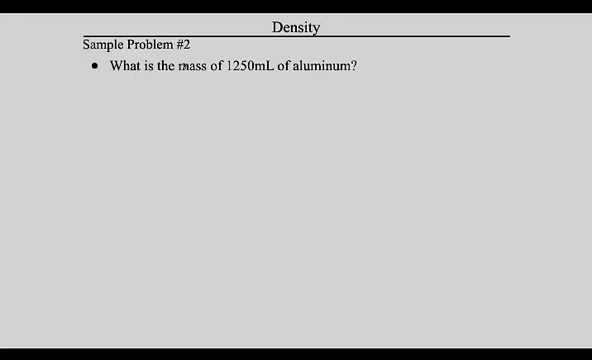 Density
Sample Problem #2
• What is the mass of 1250mL of aluminum?